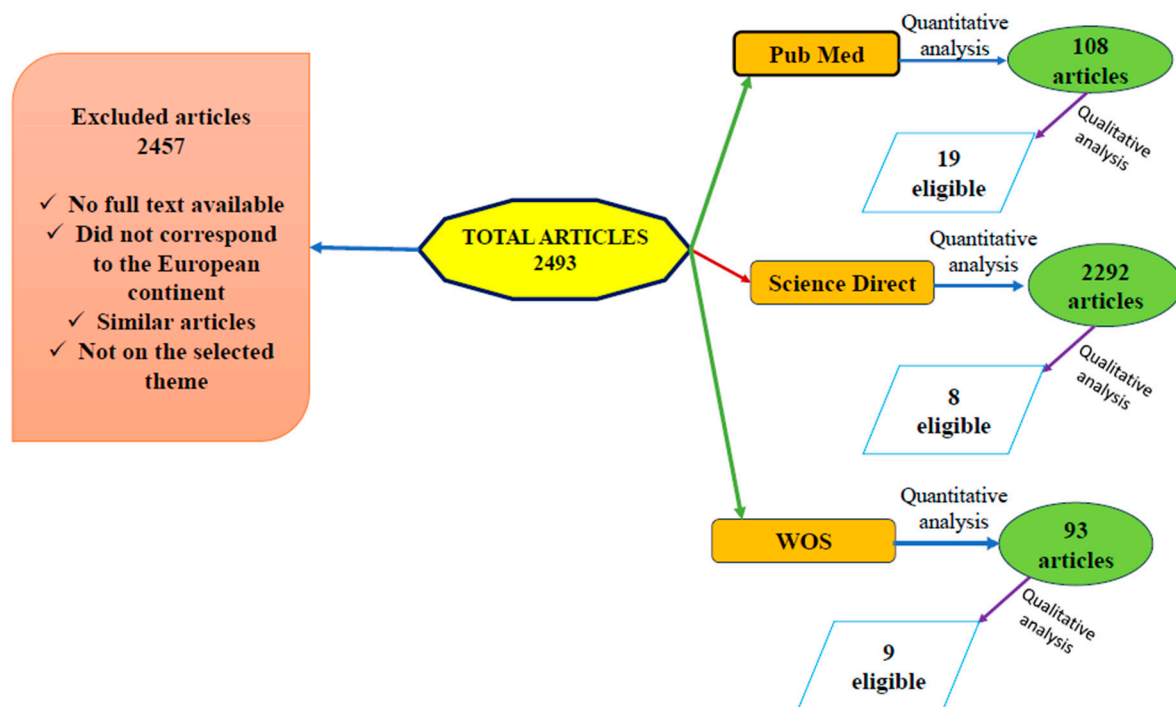 Excluded articles
2457
✓ No full text available
✓ Did not correspond
to the European
continent
✓ Similar articles
✓ Not on the selected
theme
TOTAL ARTICLES
2493
Pub Med
Quantitative
analysis
108
articles
Qualitative
analysis
19
eligible
Science Direct
Quantitative
analysis
2292
articles
Qualitative
analysis
8
eligible
WOS
Quantitative
analysis
93
articles
Qualitative
analysis
9
eligible